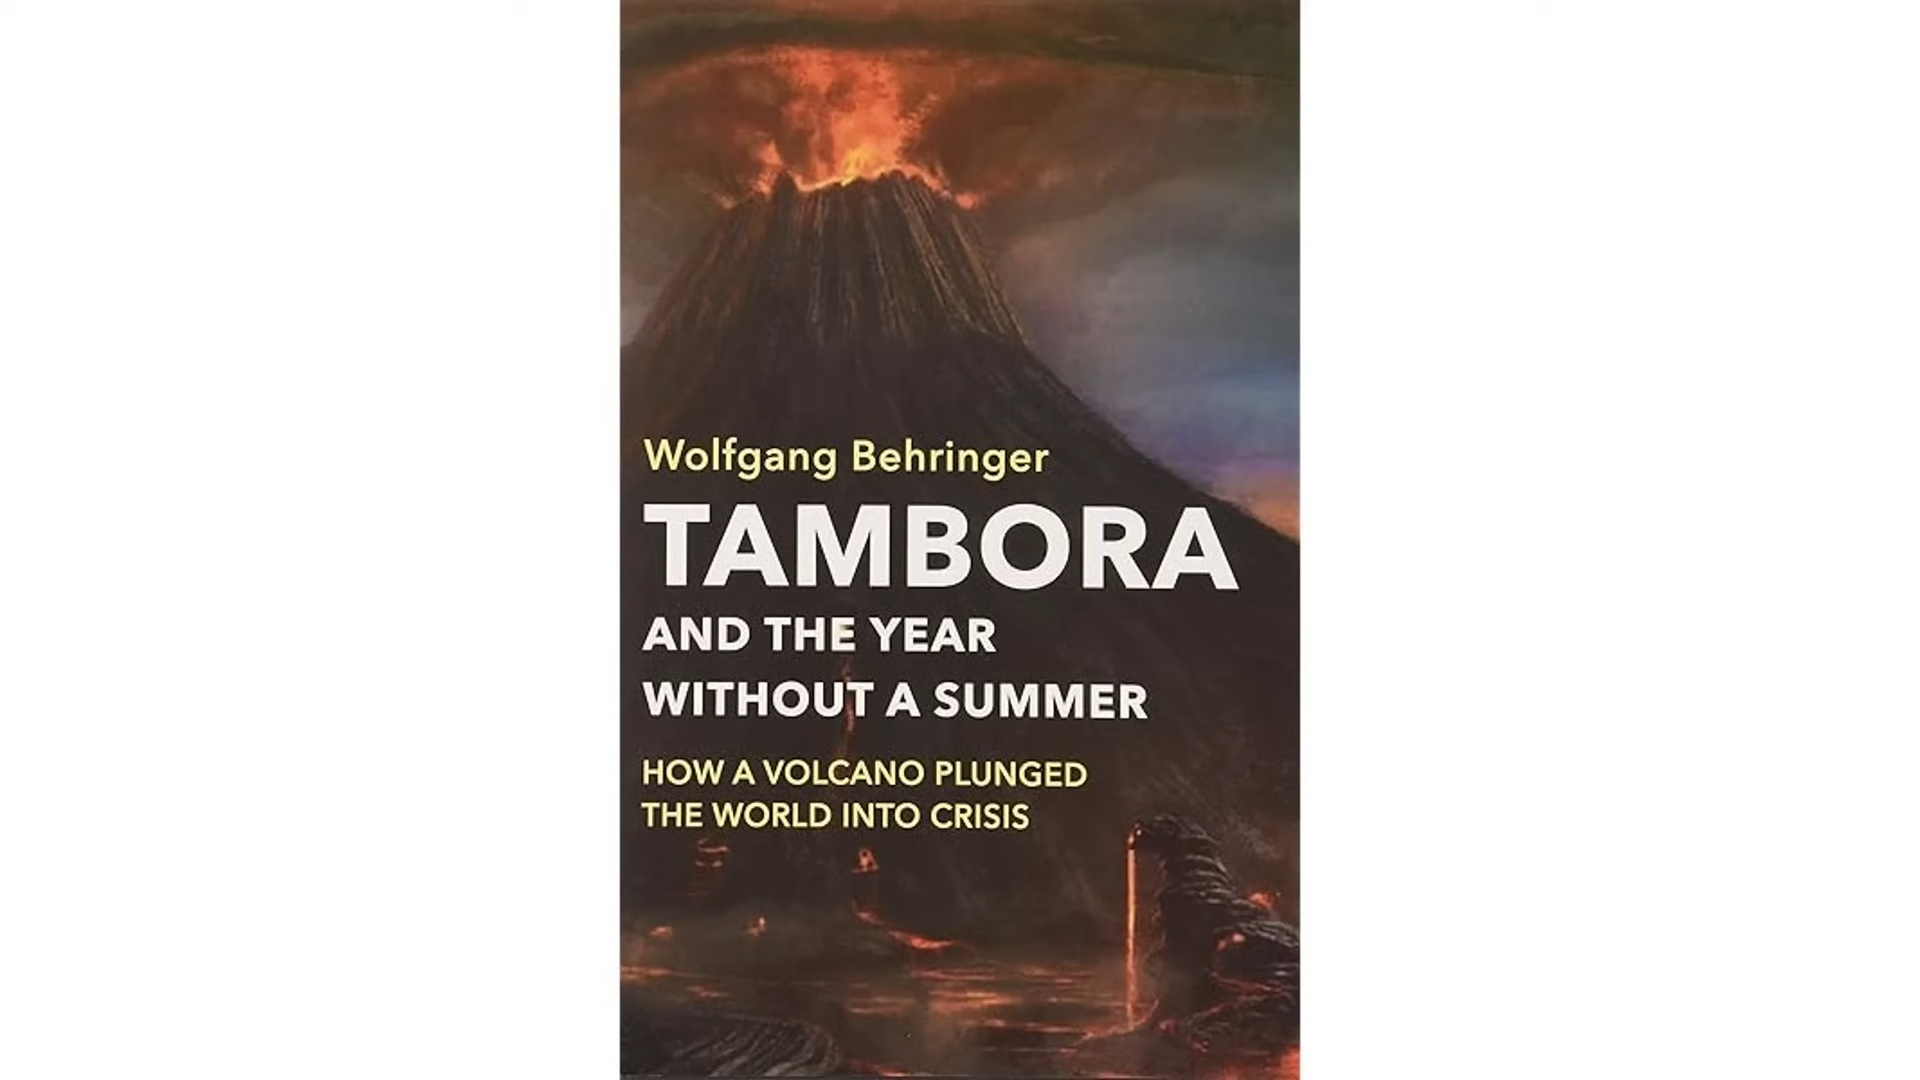 Wolfgang Behringer
TAMBORA
AND THE YEAR
WITHOUT A SUMMER
HOW A VOLCANO PLUNGED
THE WORLD INTO CRISIS